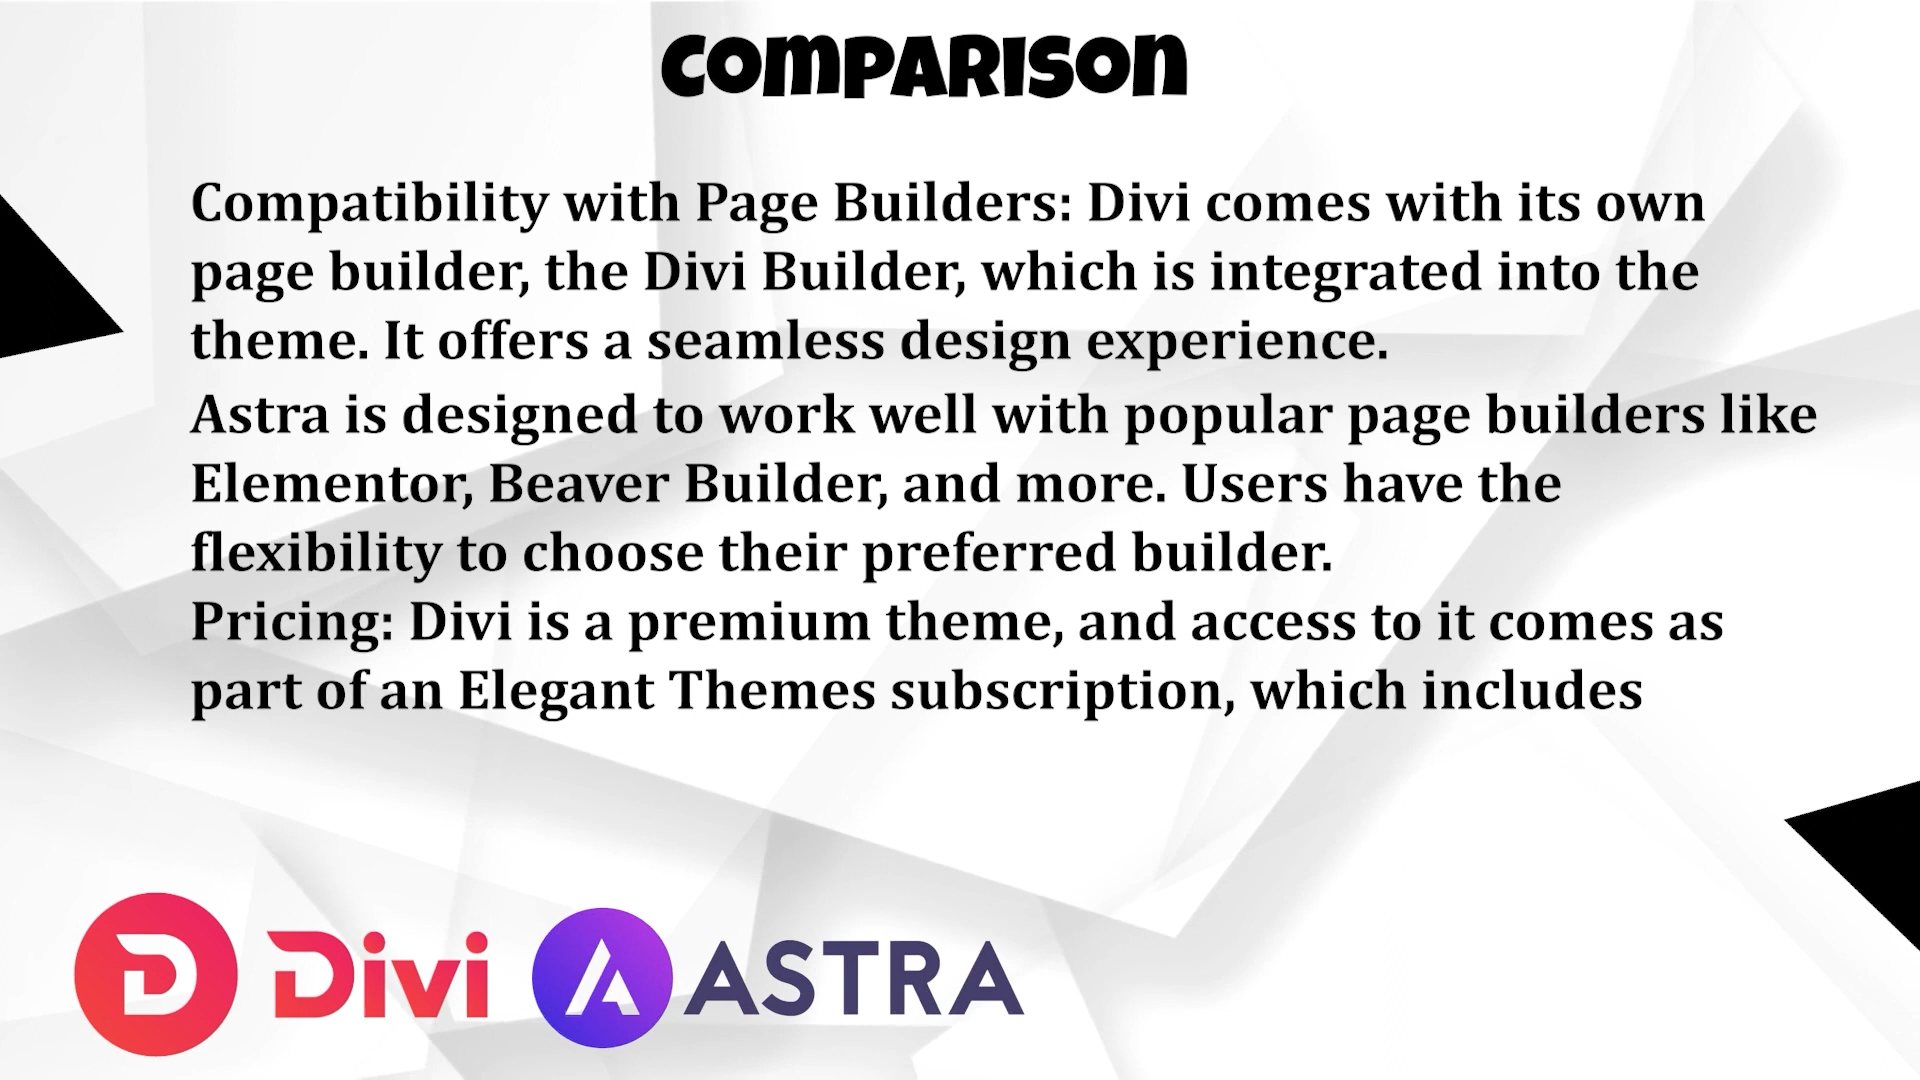 COMPARISON
Compatibility with Page Builders: Divi comes with its own
page builder, the Divi Builder, which is integrated into the
theme. It offers a seamless design experience.
Astra is designed to work well with popular page builders like
Elementor, Beaver Builder, and more. Users have the
flexibility to choose their preferred builder.
Pricing: Divi is a premium theme, and access to it comes as
part of an Elegant Themes subscription, which includes
D Divi ASTRA